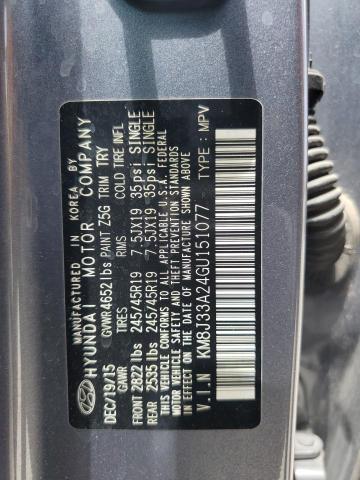 MANUFACTURED IN KOREA BY
HYUNDAI MOTOR COMPANY
DEC/19/15 GVWR 4652 lbs PAINT Z5G TRIM TRY
GAWR TIRES RIMS COLD TIRE INFL
FRONT 2822 lbs 245/45R19 7.5JX19 35psi SINGLE
REAR 2535 lbs 245/45R19 7.5JX19 35psi SINGLE
THIS VEHICLE CONFORMS TO ALL APPLICABLE U.S. FEDERAL
MOTOR VEHICLE SAFETY, BUMPER, AND THEFT PREVENTION STANDARDS
IN EFFECT ON THE DATE OF MANUFACTURE SHOWN ABOVE.
V.I.N KM8J33A24GU151077 TYPE: MPV